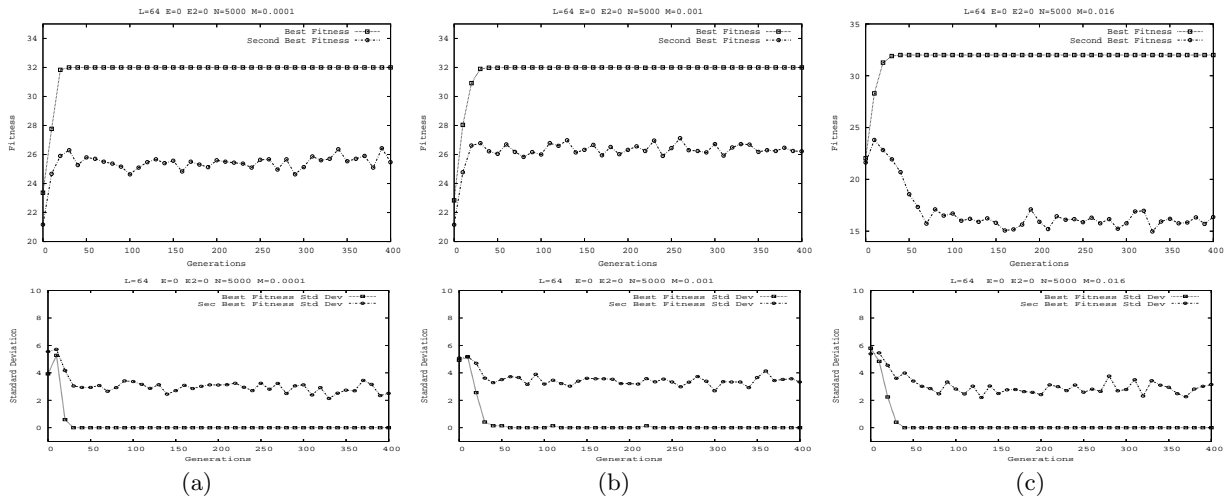 L=64 E=0 E2=0 N=5000 M=0.0001
Best Fitness
Second Best Fitness
Fitness
34
32
30
28
26
24
22
20
0 50 100 150 200 250 300 350 400
Generations
L=64 E=0 E2=0 N=5000 M=0.001
Best Fitness
Second Best Fitness
Fitness
34
32
30
28
26
24
22
20
0 50 100 150 200 250 300 350 400
Generations
L=64 E=0 E2=0 N=5000 M=0.016
Best Fitness
Second Best Fitness
Fitness
35
30
25
20
15
0 50 100 150 200 250 300 350 400
Generations
L=64 E=0 E2=0 N=5000 M=0.0001
Best Fitness Std Dev
Sec Best Fitness Std Dev
Standard Deviation
10
8
6
4
2
0
0 50 100 150 200 250 300 350 400
Generations
(a)
L=64 E=0 E2=0 N=5000 M=0.001
Best Fitness Std Dev
Sec Best Fitness Std Dev
Standard Deviation
10
8
6
4
2
0
0 50 100 150 200 250 300 350 400
Generations
(b)
L=64 E=0 E2=0 N=5000 M=0.016
Best Fitness Std Dev
Sec Best Fitness Std Dev
Standard Deviation
10
8
6
4
2
0
0 50 100 150 200 250 300 350 400
Generations
(c)